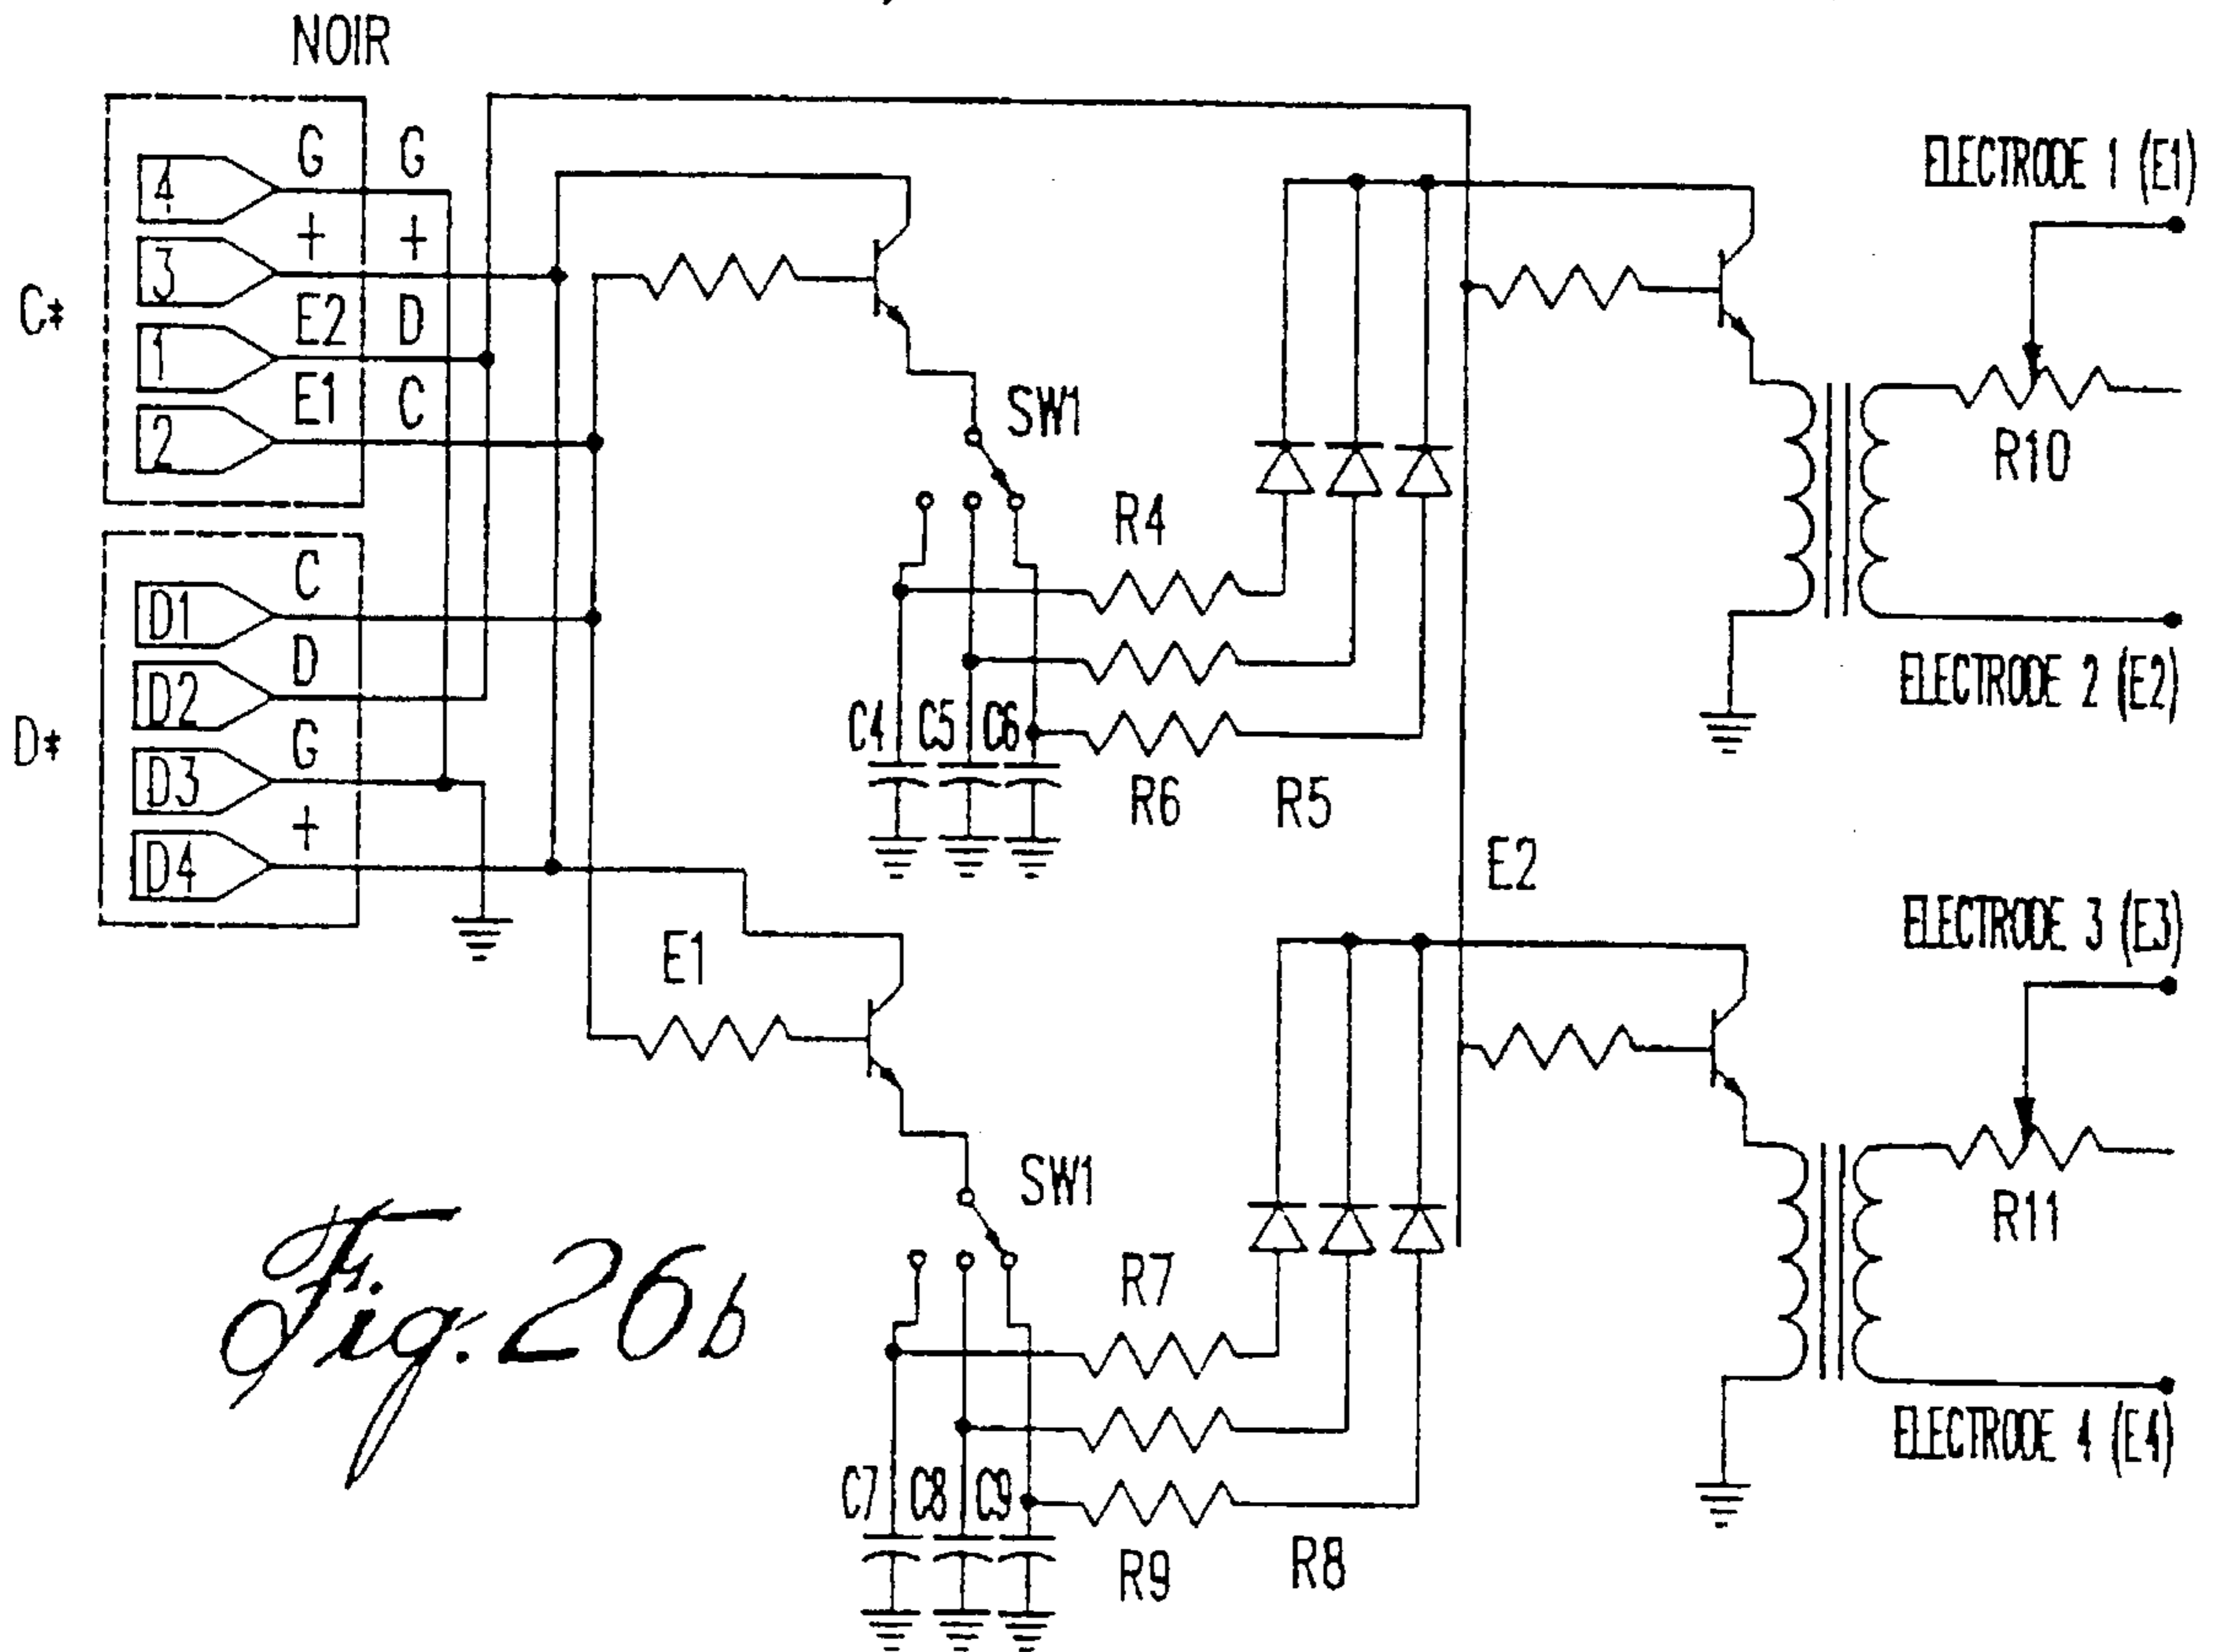 NOIR
C*
4 G G
3 + +
1 E2 D
2 E1 C
D*
D1 C
D2 D
D3 G
D4 +
SW1
R4
C4 C5 C6
R6 R5
ELECTRODE 1 (E1)
R10
ELECTRODE 2 (E2)
E2
E1
SW1
R7
C7 C8 C9
R9 R8
ELECTRODE 3 (E3)
R11
ELECTRODE 4 (E4)
Fig. 26b